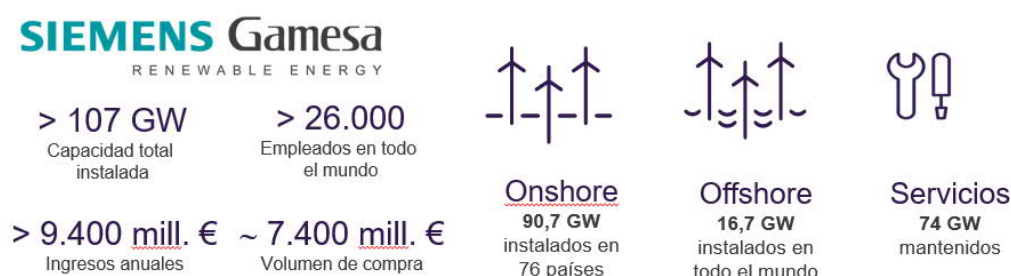 SIEMENS Gamesa
RENEWABLE ENERGY
> 107 GW
Capacidad total
instalada
> 26.000
Empleados en todo
el mundo
> 9.400 mill. €
Ingresos anuales
~ 7.400 mill. €
Volumen de compra
Onshore
90,7 GW
instalados en
76 países
Offshore
16,7 GW
instalados en
todo el mundo
Servicios
74 GW
mantenidos